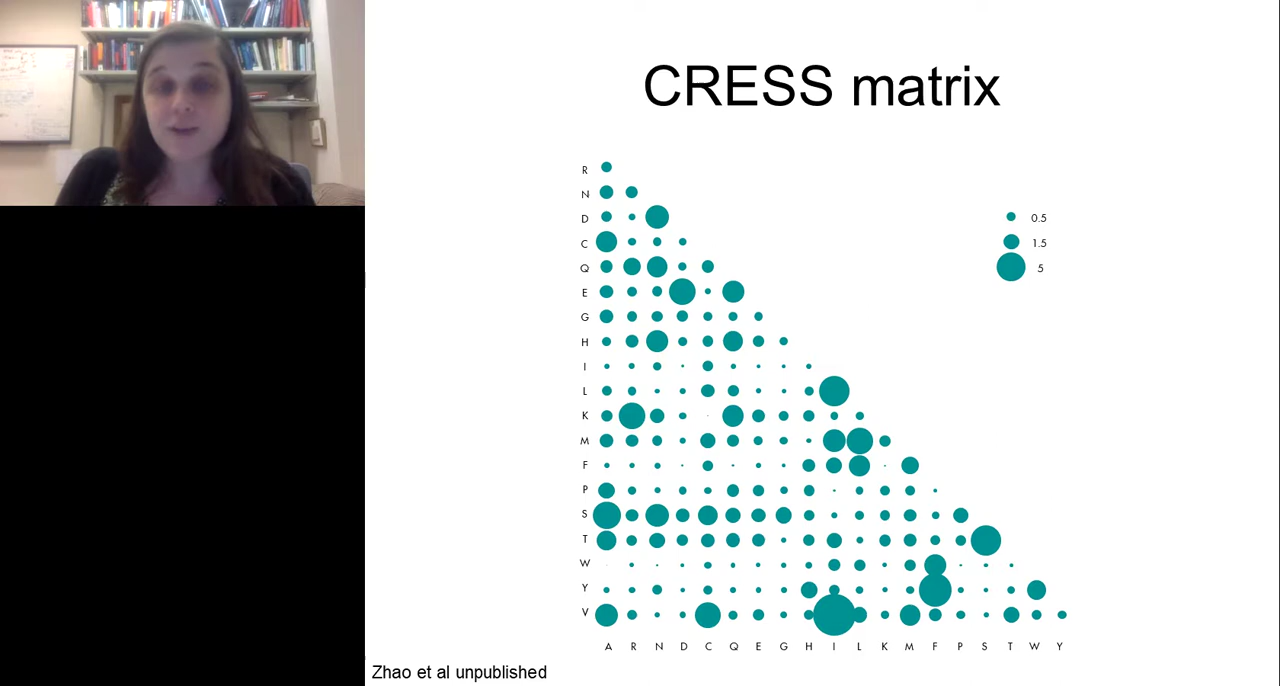 CRESS matrix
R
N
D
C
Q
E
G
H
I
L
K
M
F
P
S
T
W
Y
V
0.5
1.5
5
A R N D C Q E G H I L K M F P S T W Y
Zhao et al unpublished